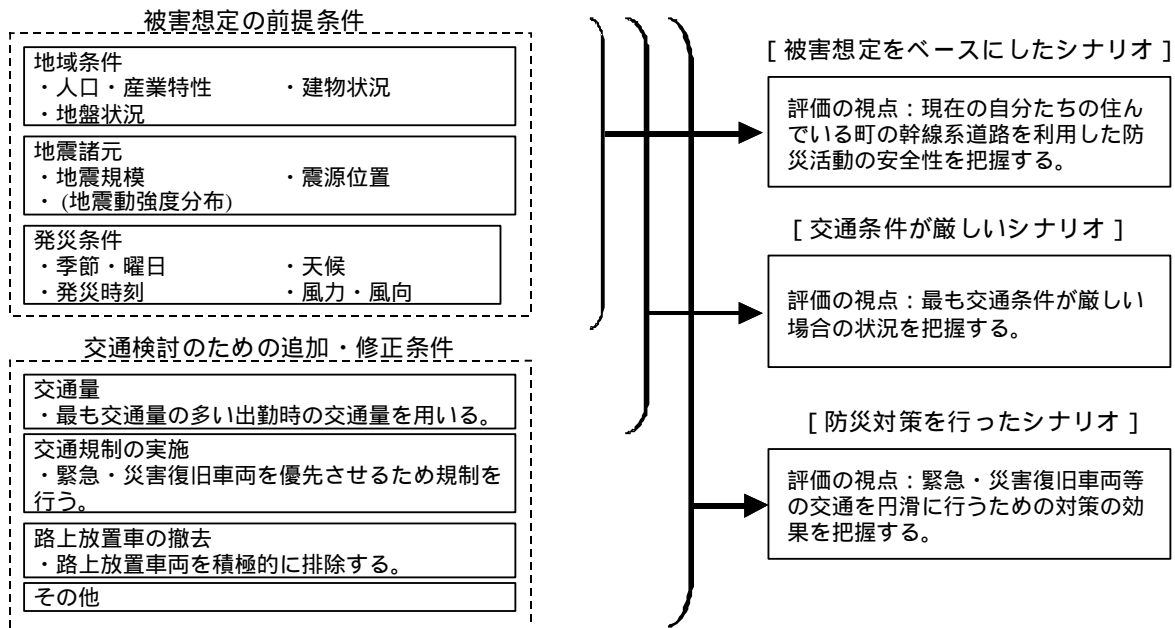 被害想定の前提条件
地域条件
・人口・産業特性　・建物状況
・地盤状況
地震諸元
・地震規模　・震源位置
・(地震動強度分布)
発災条件
・季節・曜日　・天候
・発災時刻　・風力・風向
交通検討のための追加・修正条件
交通量
・最も交通量の多い出勤時の交通量を用いる。
交通規制の実施
・緊急・災害復旧車両を優先させるため規制を
行う。
路上放置車の撤去
・路上放置車両を積極的に排除する。
その他
[ 被害想定をベースにしたシナリオ ]
評価の視点：現在の自分たちの住ん
でいる町の幹線系道路を利用した防
災活動の安全性を把握する。
[ 交通条件が厳しいシナリオ ]
評価の視点：最も交通条件が厳しい
場合の状況を把握する。
[ 防災対策を行ったシナリオ ]
評価の視点：緊急・災害復旧車両等
の交通を円滑に行うための対策の効
果を把握する。